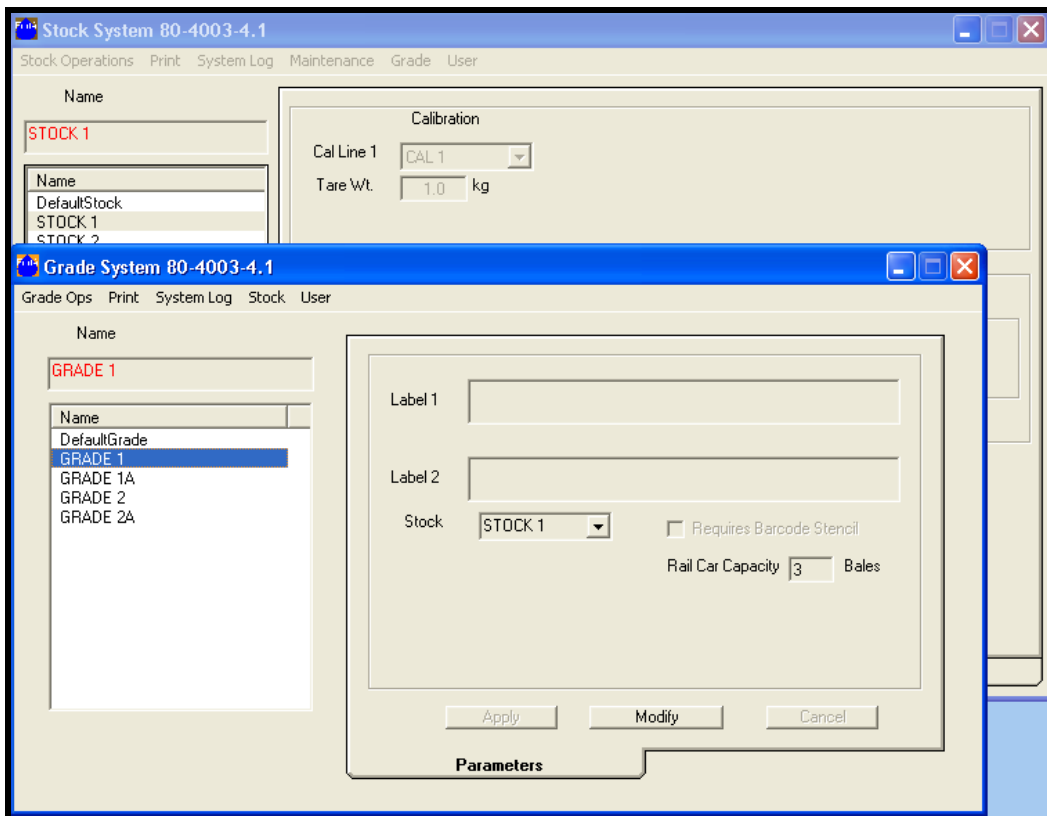 Stock System 80-4003-4.1
Stock Operations Print System Log Maintenance Grade User
Name
STOCK 1
Name
DefaultStock
STOCK 1
STOCK 2
Calibration
Cal Line 1 CAL 1
Tare Wt. 1.0 kg
Grade System 80-4003-4.1
Grade Ops Print System Log Stock User
Name
GRADE 1
Name
DefaultGrade
GRADE 1
GRADE 1A
GRADE 2
GRADE 2A
Label 1
Label 2
Stock STOCK 1 Requires Barcode Stencil
Rail Car Capacity 3 Bales
Apply Modify Cancel
Parameters